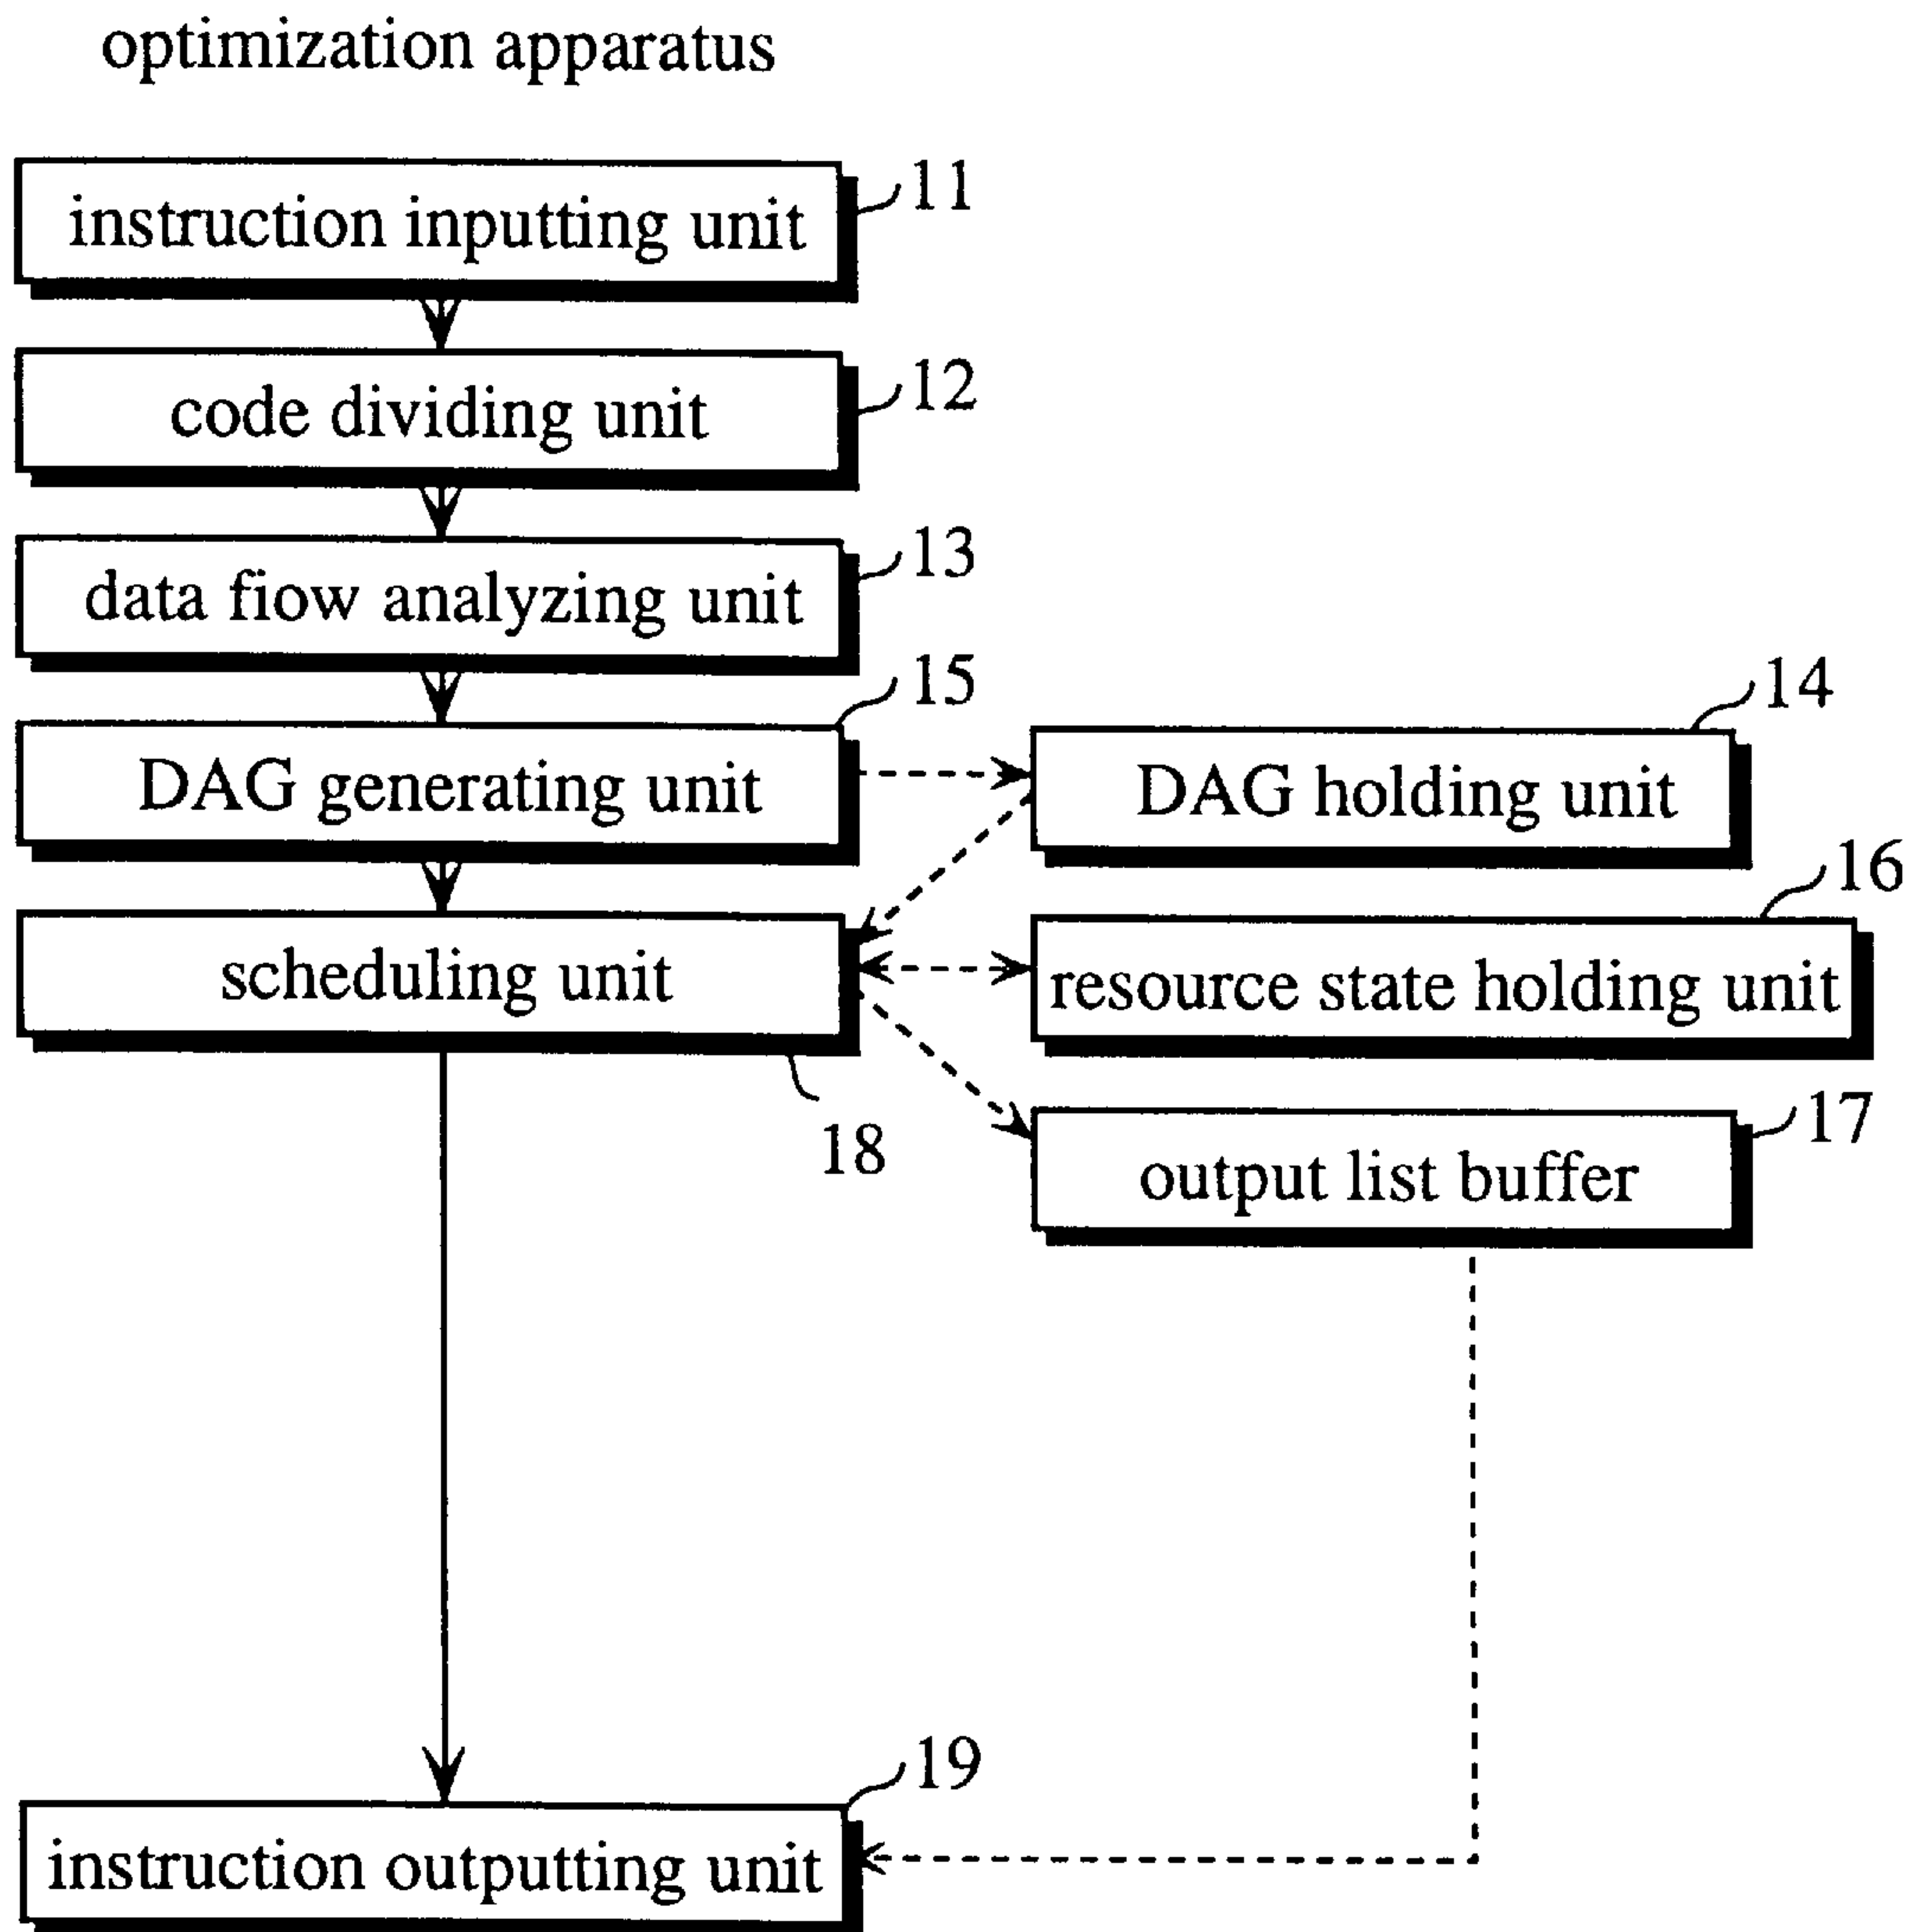 optimization apparatus
instruction inputting unit
11
code dividing unit
12
data fiow analyzing unit
13
DAG generating unit
15
DAG holding unit
14
scheduling unit
18
resource state holding unit
16
output list buffer
17
instruction outputting unit
19